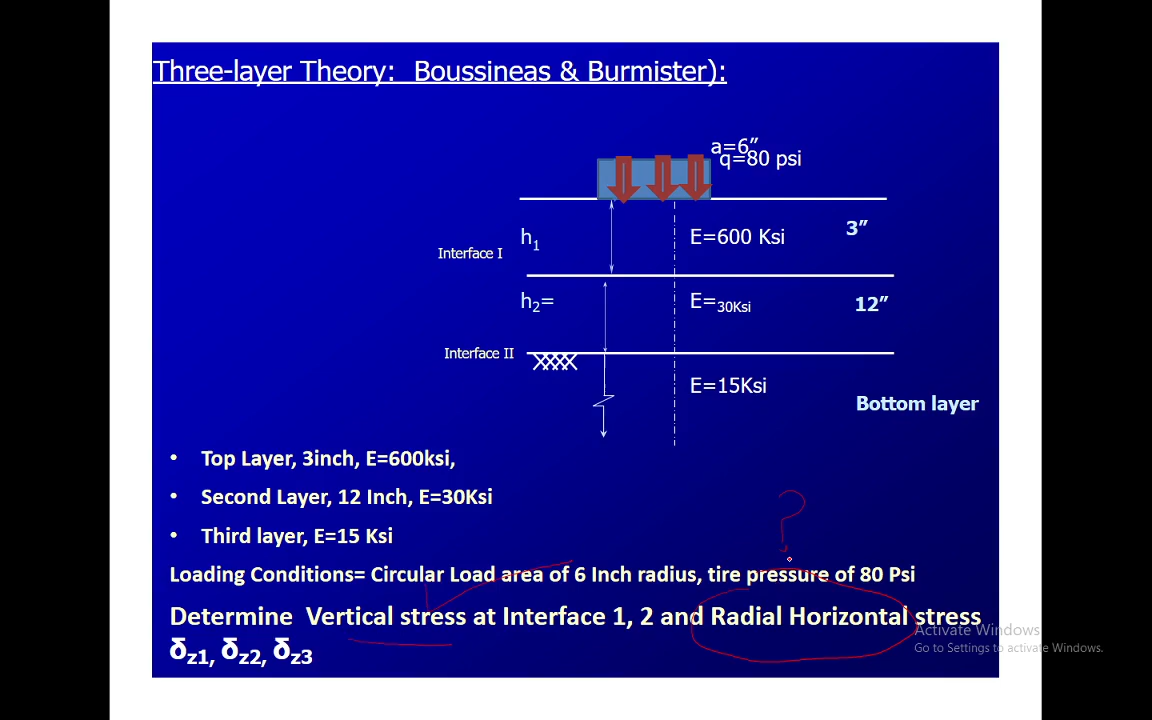 Three-layer Theory: Boussineas & Burmister):
a=6”
q=80 psi
h1
E=600 Ksi
3”
Interface I
h2=
E=30Ksi
12”
Interface II
E=15Ksi
Bottom layer
• Top Layer, 3inch, E=600ksi,
• Second Layer, 12 Inch, E=30Ksi
• Third layer, E=15 Ksi
?
Loading Conditions= Circular Load area of 6 Inch radius, tire pressure of 80 Psi
Determine Vertical stress at Interface 1, 2 and Radial Horizontal stress
δz1, δz2, δz3
Activate Windows
Go to Settings to activate Windows.